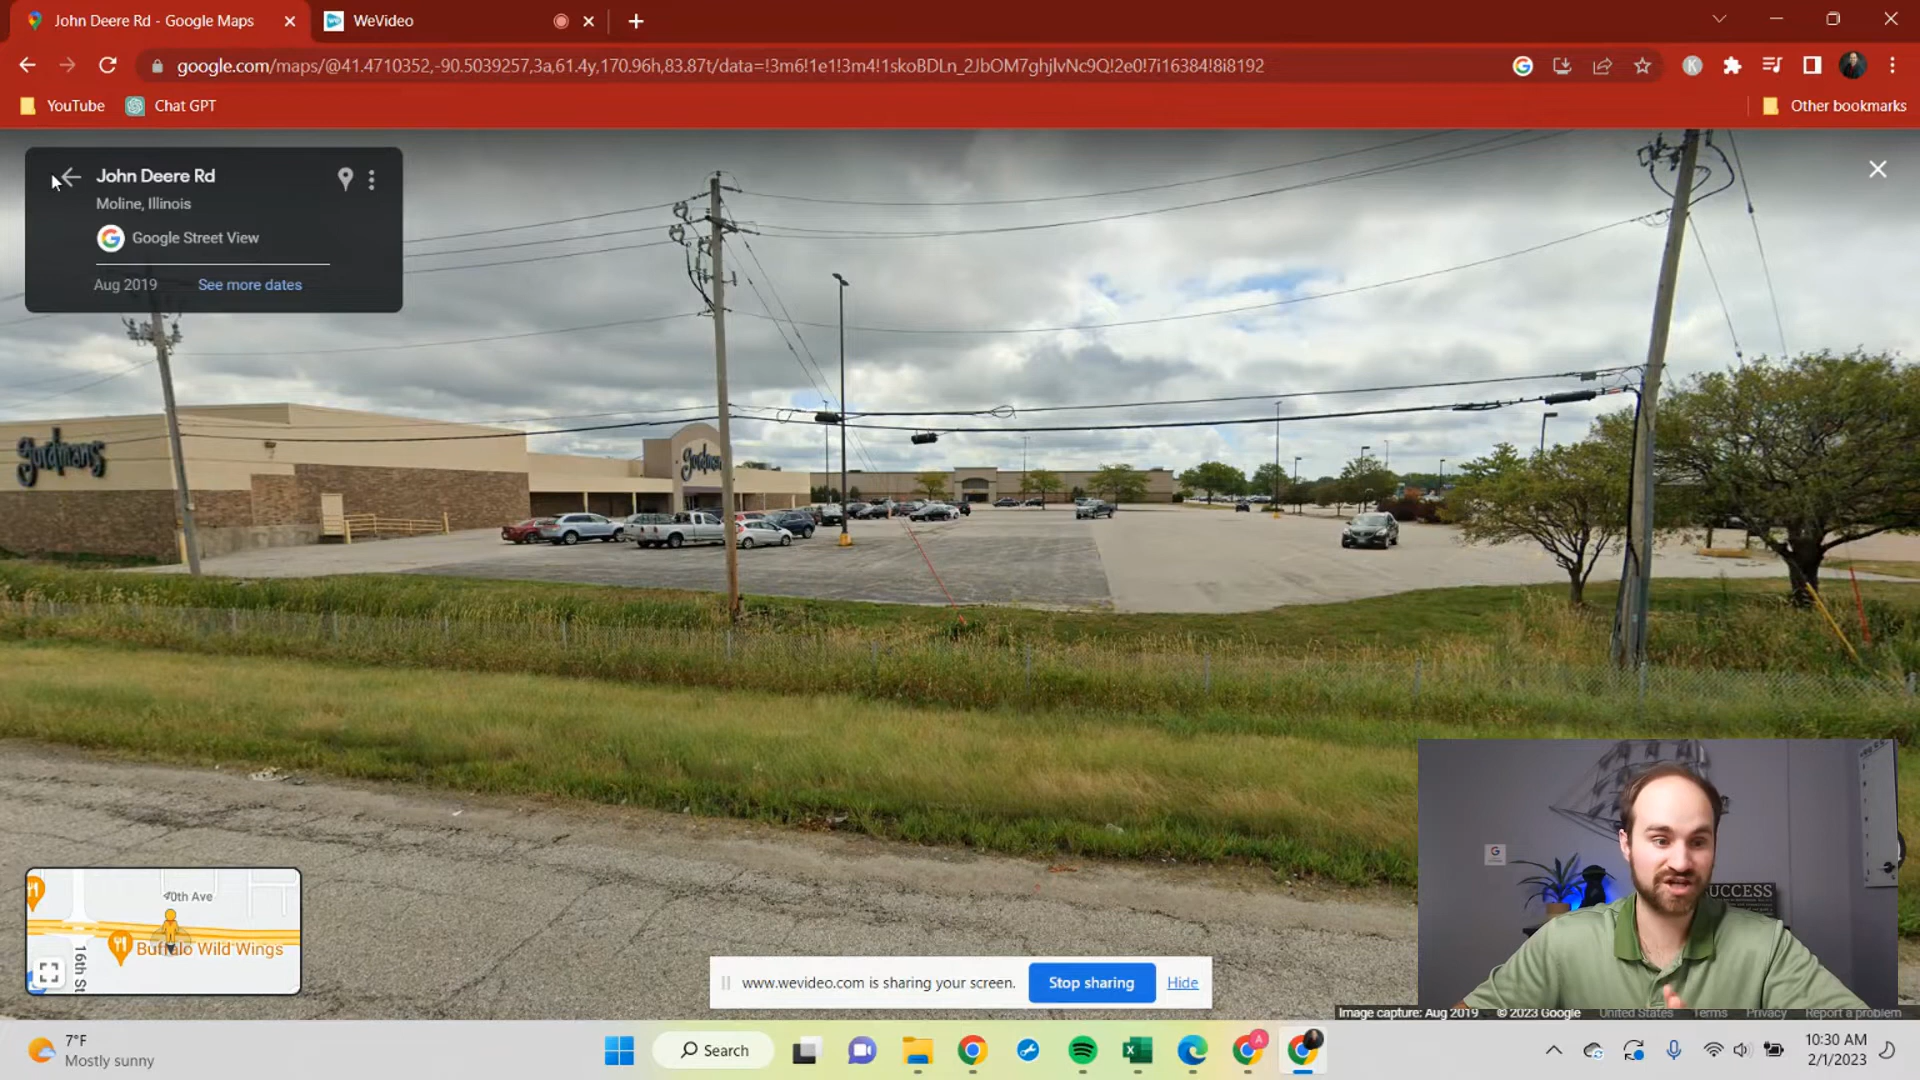 John Deere Rd - Google Maps
WeVideo
google.com/maps/@41.4710352,-90.5039257,3a,61.4y,170.96h,83.87t/data=!3m6!1e1!3m4!1skoBDLn_2JbOM7ghjlvNc9Q!2e0!7i16384!8i8192
YouTube
Chat GPT
Other bookmarks
John Deere Rd
Moline, Illinois
Google Street View
Aug 2019
See more dates
gordmans
0th Ave
Buffalo Wild Wings
16th St
www.wevideo.com is sharing your screen.
Stop sharing
Hide
UCCESS
Image capture: Aug 2019
© 2023 Google
United States
Terms
Privacy
Report a problem
7°F
Mostly sunny
Search
10:30 AM
2/1/2023